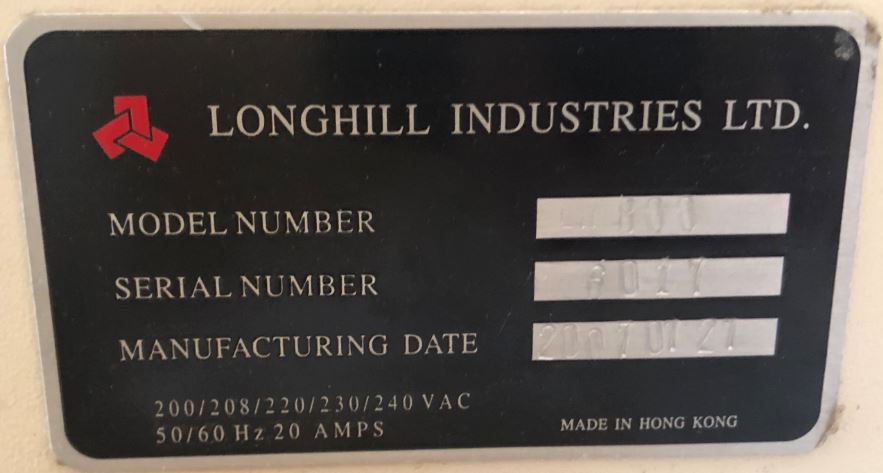 LONGHILL INDUSTRIES LTD.
MODEL NUMBER
SERIAL NUMBER
MANUFACTURING DATE
200/208/220/230/240 VAC
50/60 Hz 20 AMPS
MADE IN HONG KONG